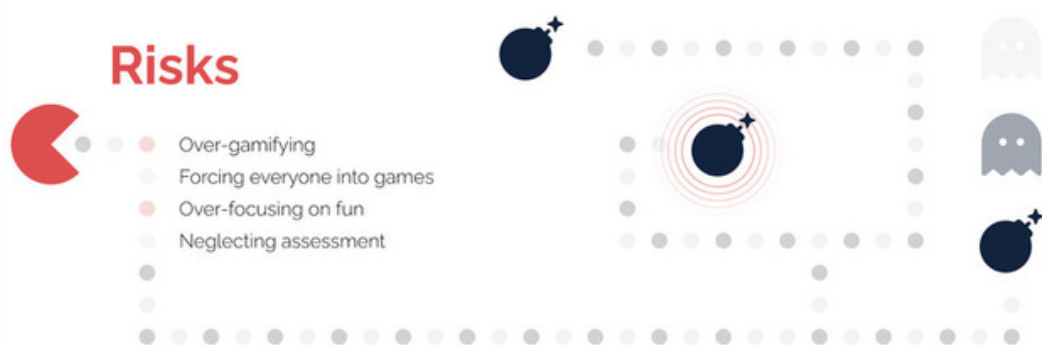 Risks
Over-gamifying
Forcing everyone into games
Over-focusing on fun
Neglecting assessment